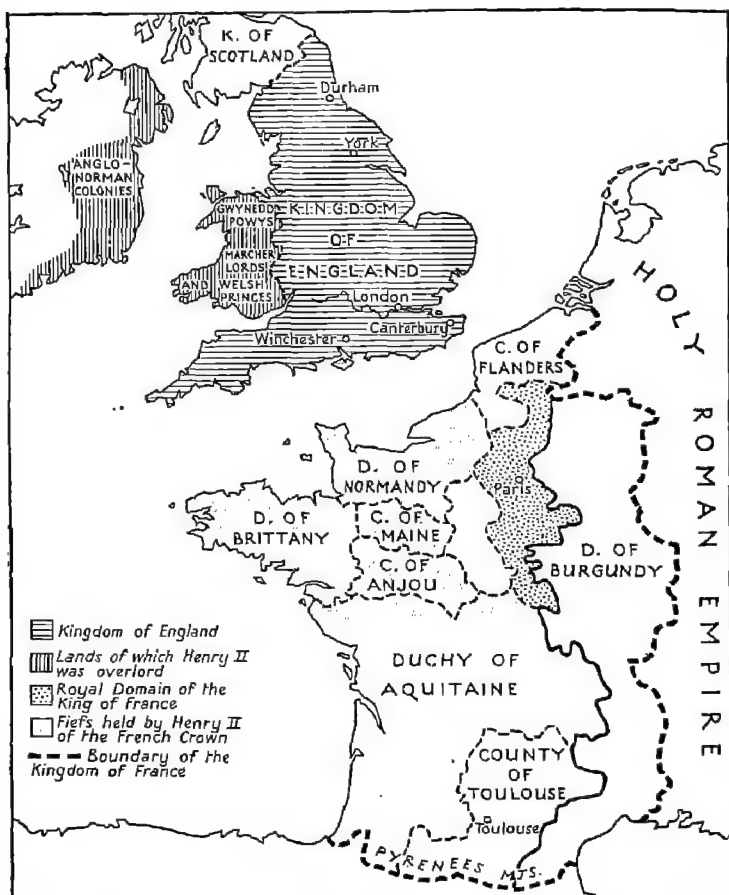 K. OF
SCOTLAND
Durham
York
ANGLO-
NORMAN
COLONIES
GWYNEDD
POWYS
MARCHER
LORDS
AND WELSH
PRINCES
KINGDOM
OF
ENGLAND
London
Canterbury
Winchester
HOLY ROMAN EMPIRE
C. OF
FLANDERS
D. OF
NORMANDY
Paris
D. OF
BRITTANY
C. OF
MAINE
C. OF
ANJOU
D. OF
BURGUNDY
DUCHY OF
AQUITAINE
COUNTY
OF
TOULOUSE
Toulouse
PYRENEES MTS.
Kingdom of England
Lands of which Henry II
was overlord
Royal Domain of the
King of France
Fiefs held by Henry II
of the French Crown
Boundary of the
Kingdom of France